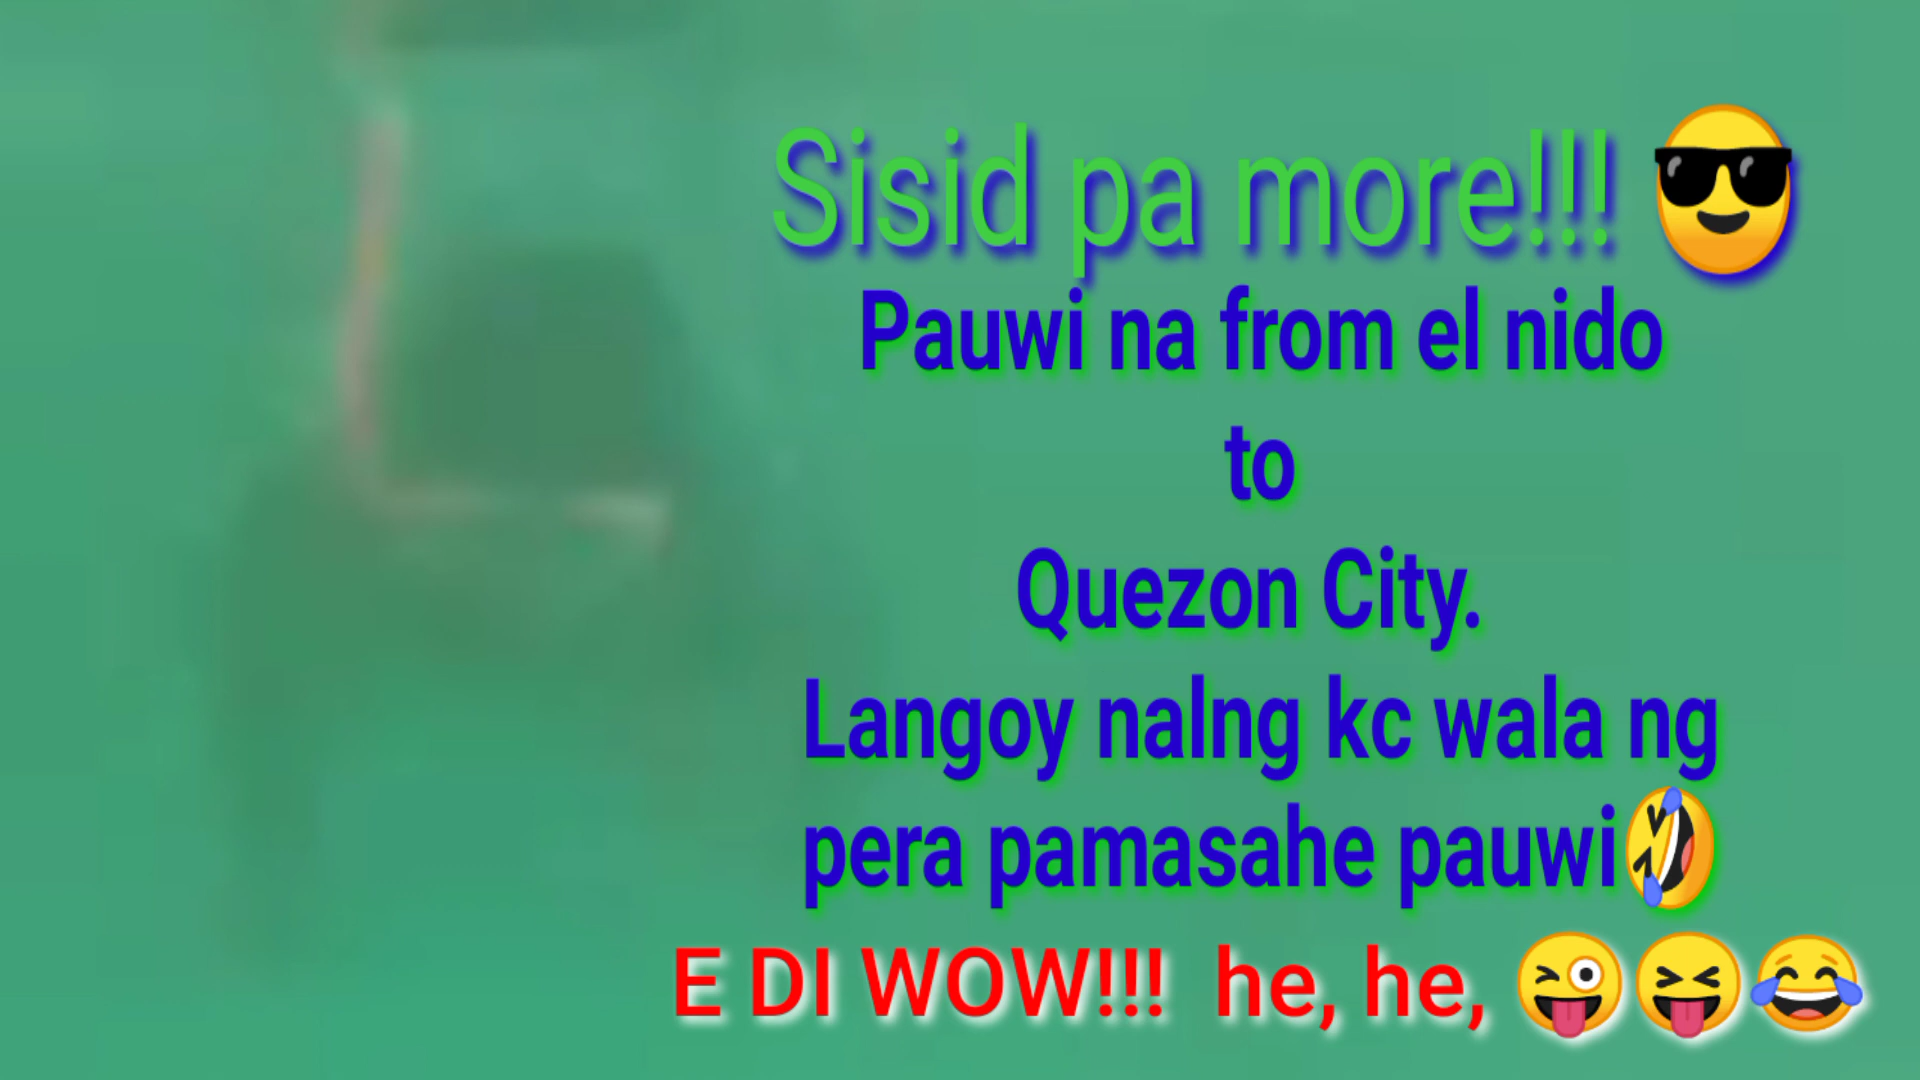 Sisid pa more!!! 😎
Pauwi na from el nido
to
Quezon City.
Langoy nalng kc wala ng
pera pamasahe pauwi🤣
E DI WOW!!! he, he, 😜😝😂